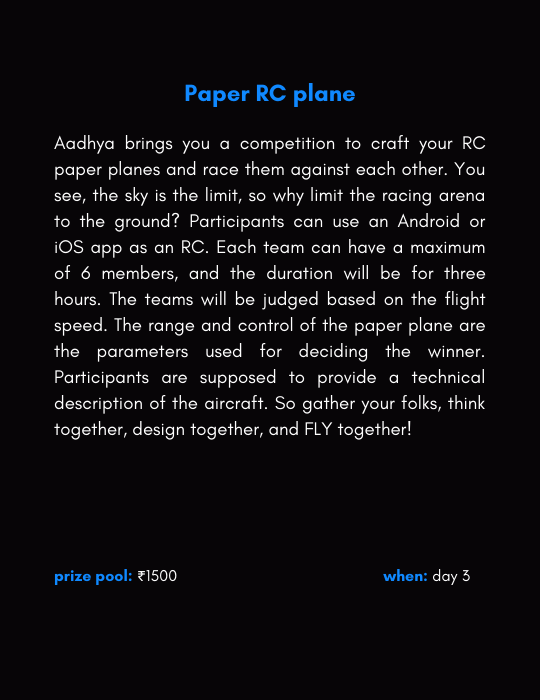 Paper RC plane
Aadhya brings you a competition to craft your RC
paper planes and race them against each other. You
see, the sky is the limit, so why limit the racing arena
to the ground? Participants can use an Android or
iOS app as an RC. Each team can have a maximum
of 6 members, and the duration will be for three
hours. The teams will be judged based on the flight
speed. The range and control of the paper plane are
the parameters used for deciding the winner.
Participants are supposed to provide a technical
description of the aircraft. So gather your folks, think
together, design together, and FLY together!
prize pool: ₹1500
when: day 3